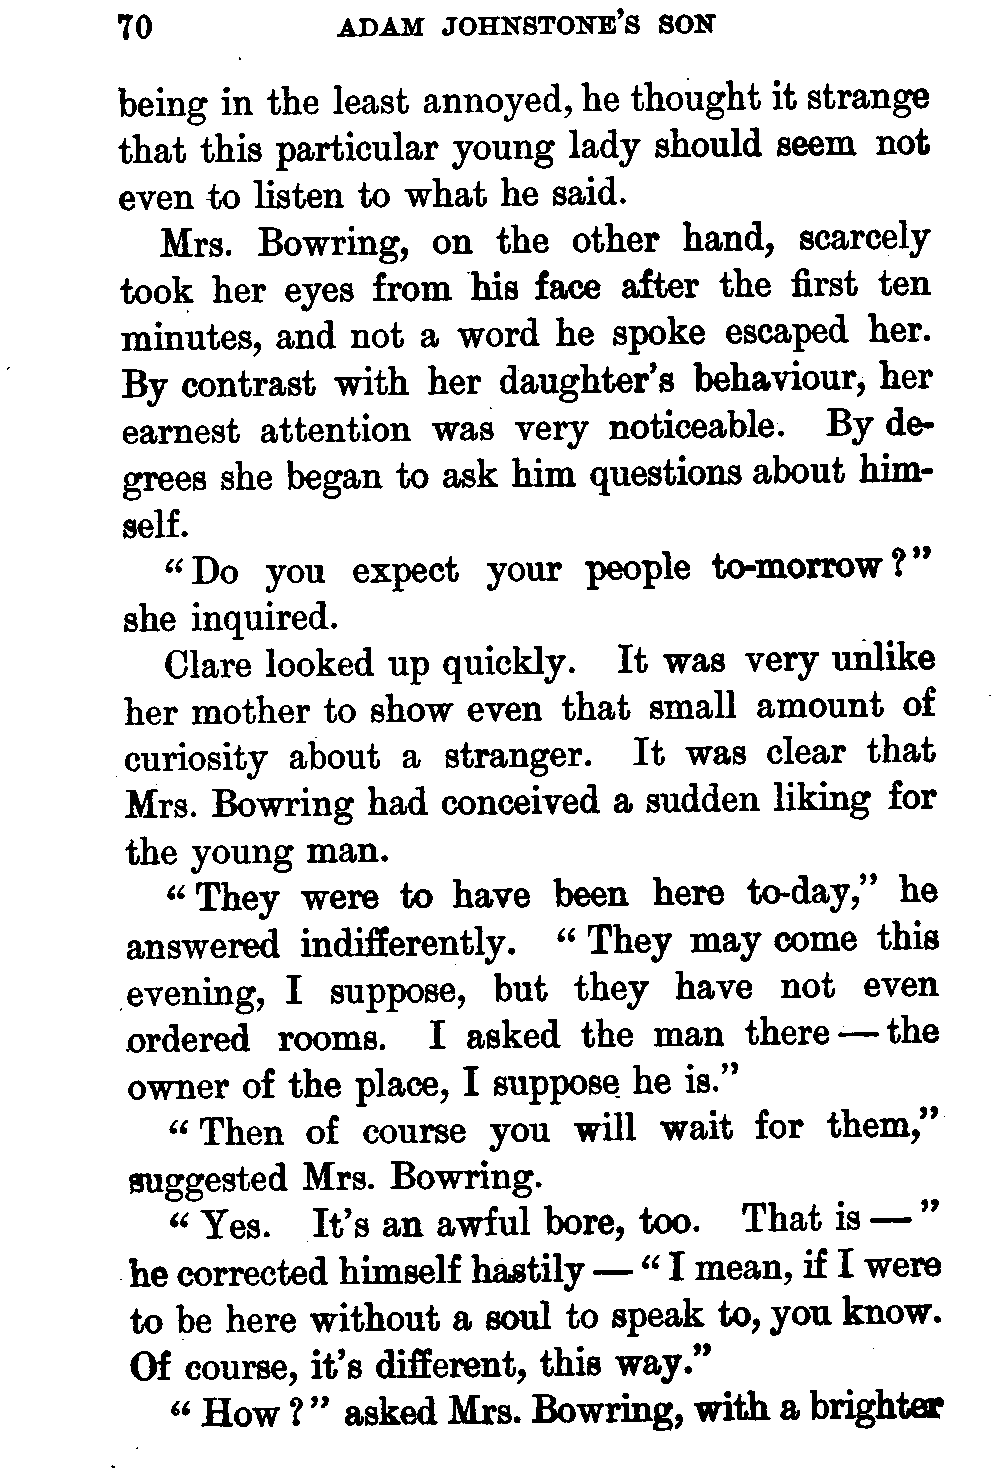 70 ADAM JOHNSTONE'S SON
being in the least annoyed, he thought it strange
that this particular young lady should seem not
even to listen to what he said.
Mrs. Bowring, on the other hand, scarcely
took her eyes from his face after the first ten
minutes, and not a word he spoke escaped her.
By contrast with her daughter's behaviour, her
earnest attention was very noticeable. By de-
grees she began to ask him questions about him-
self.
"Do you expect your people to-morrow?"
she inquired.
Clare looked up quickly. It was very unlike
her mother to show even that small amount of
curiosity about a stranger. It was clear that
Mrs. Bowring had conceived a sudden liking for
the young man.
"They were to have been here to-day," he
answered indifferently. "They may come this
evening, I suppose, but they have not even
ordered rooms. I asked the man there — the
owner of the place, I suppose he is."
"Then of course you will wait for them,"
suggested Mrs. Bowring.
"Yes. It's an awful bore, too. That is —"
he corrected himself hastily — "I mean, if I were
to be here without a soul to speak to, you know.
Of course, it's different, this way."
"How?" asked Mrs. Bowring, with a brighter